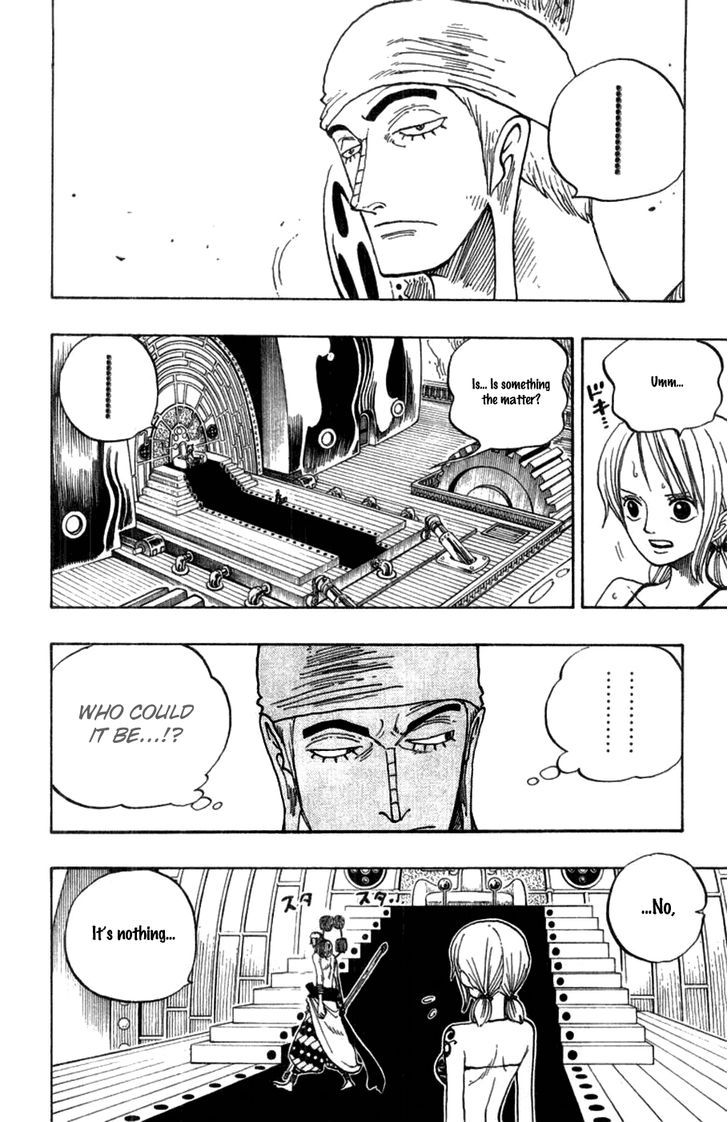 ..........
Umm...
ドキ..
Is... Is something
the matter?
..........
.......
WHO COULD
IT BE...!?
...No,
スタ..
スタ
It's nothing...